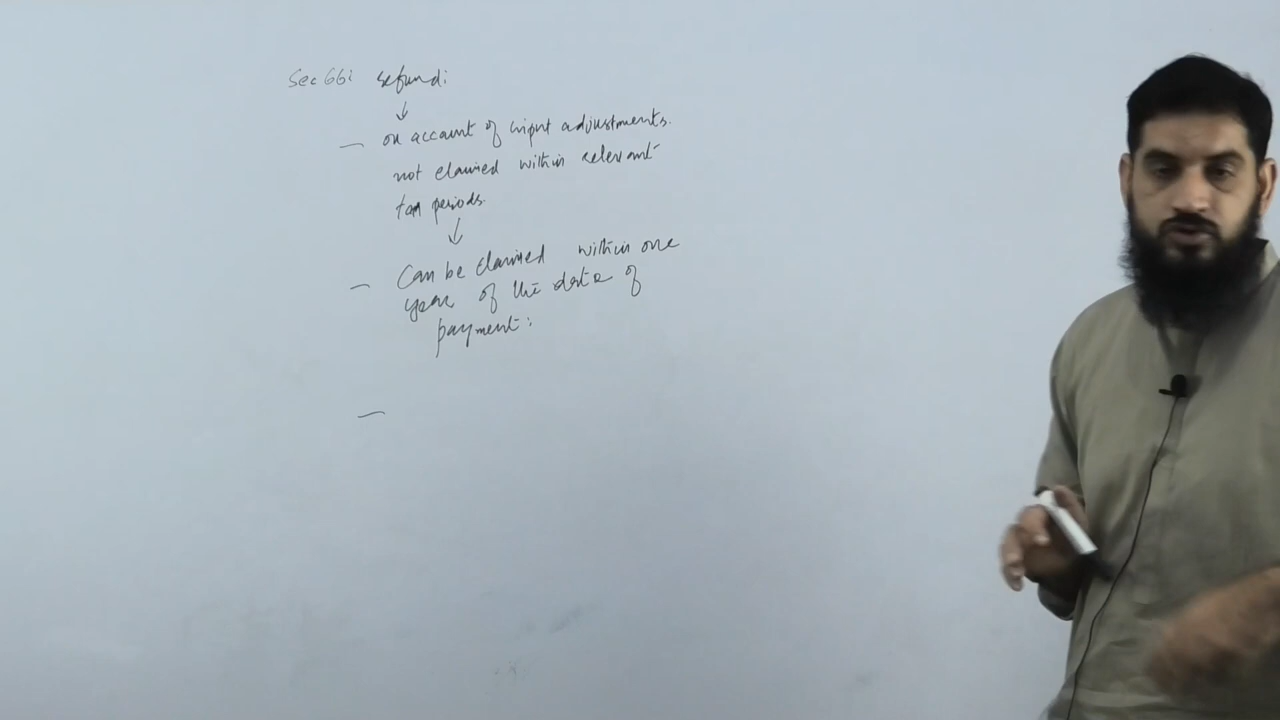 Sec 66: refund:
↓
— on account of input adjustments.
not claimed within relevant
tax periods.
↓
— Can be claimed within one
year of the date of
payment:
—